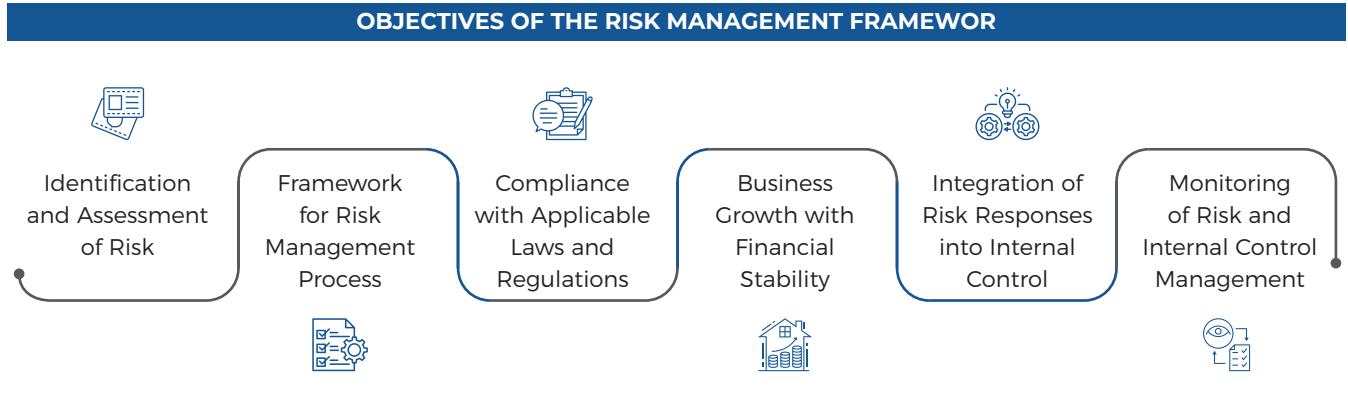 OBJECTIVES OF THE RISK MANAGEMENT FRAMEWOR
Identification
and Assessment
of Risk
Framework
for Risk
Management
Process
Compliance
with Applicable
Laws and
Regulations
Business
Growth with
Financial
Stability
Integration of
Risk Responses
into Internal
Control
Monitoring
of Risk and
Internal Control
Management